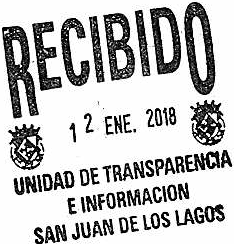 RECIBIDO
12 ENE. 2018
UNIDAD DE TRANSPARENCIA
E INFORMACION
SAN JUAN DE LOS LAGOS